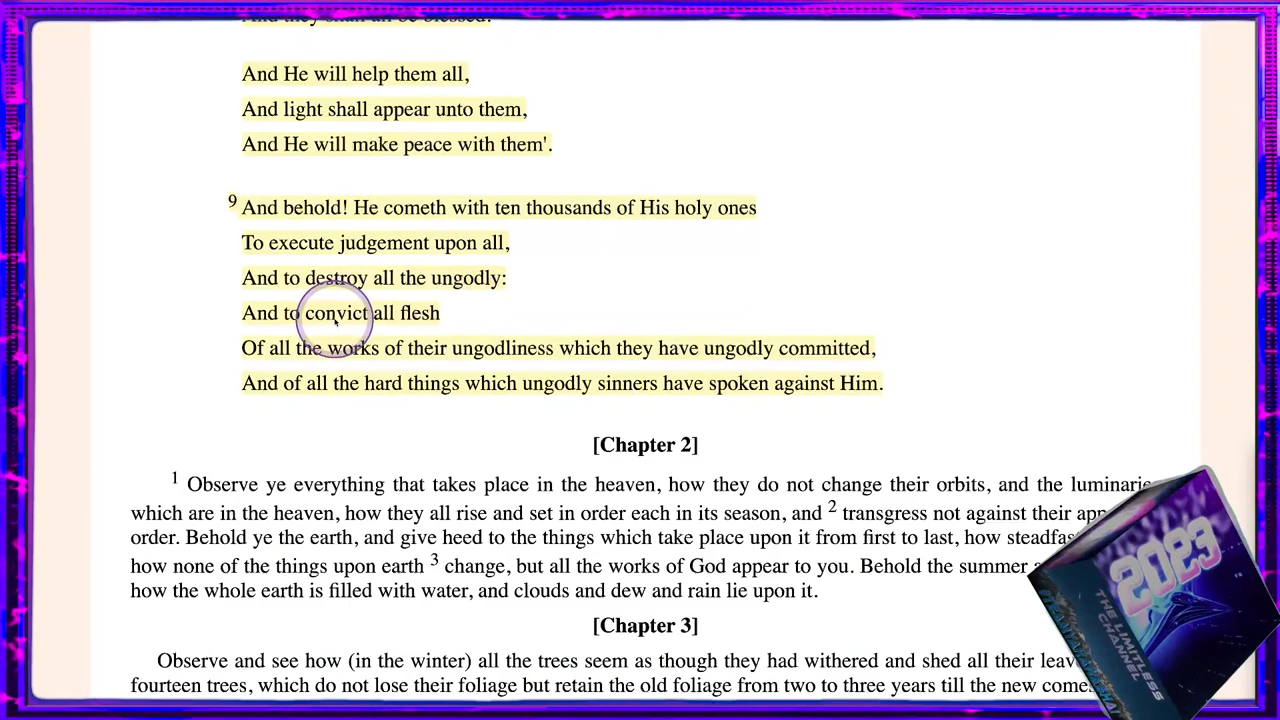 And they shall all be blessed.
And He will help them all,
And light shall appear unto them,
And He will make peace with them'.
9 And behold! He cometh with ten thousands of His holy ones
To execute judgement upon all,
And to destroy all the ungodly:
And to convict all flesh
Of all the works of their ungodliness which they have ungodly committed,
And of all the hard things which ungodly sinners have spoken against Him.
[Chapter 2]
1 Observe ye everything that takes place in the heaven, how they do not change their orbits, and the
which are in the heaven, how they all rise and set in order each in its season, and 2 transgress not against their
order. Behold ye the earth, and give heed to the things which take place upon it from first to last, how
how none of the things upon earth 3 change, but all the works of God appear to you. Behold the summer
how the whole earth is filled with water, and clouds and dew and rain lie upon it.
[Chapter 3]
Observe and see how (in the winter) all the trees seem as though they had withered and shed all their
fourteen trees, which do not lose their foliage but retain the old foliage from two to three years till the new
2023
THE LIMITLESS
CHANNEL